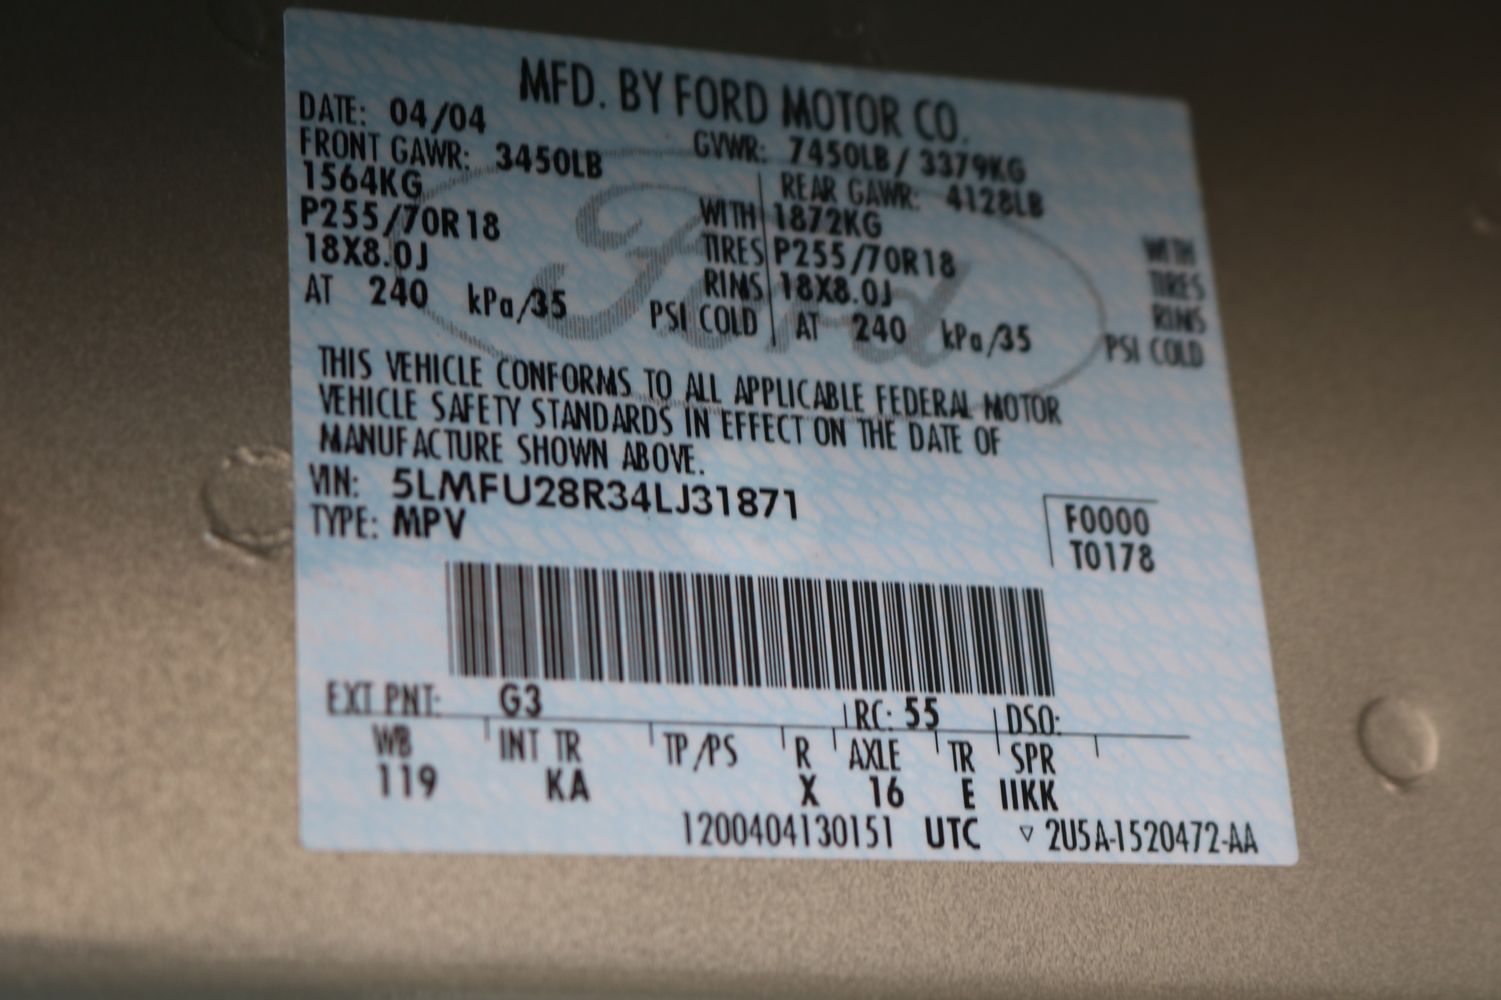 MFD. BY FORD MOTOR CO.
DATE: 04/04
GVWR: 7450LB / 3379KG
FRONT GAWR: 3450LB
REAR GAWR: 4128LB
1564KG WITH
1872KG WITH
P255/70R18 TIRES
P255/70R18 TIRES
18X8.0J RIMS
18X8.0J RIMS
AT 240 kPa/35 PSI COLD
AT 240 kPa/35 PSI COLD
Ford
THIS VEHICLE CONFORMS TO ALL APPLICABLE FEDERAL MOTOR
VEHICLE SAFETY STANDARDS IN EFFECT ON THE DATE OF
MANUFACTURE SHOWN ABOVE.
VIN: 5LMFU28R34LJ31871
TYPE: MPV
F0000
T0178
EXT PNT: G3 RC: 55 DSO:
WB INT TR TP/PS R AXLE TR SPR
119 KA X 16 E IIKK
1200404130151 UTC ▽ 2U5A-1520472-AA